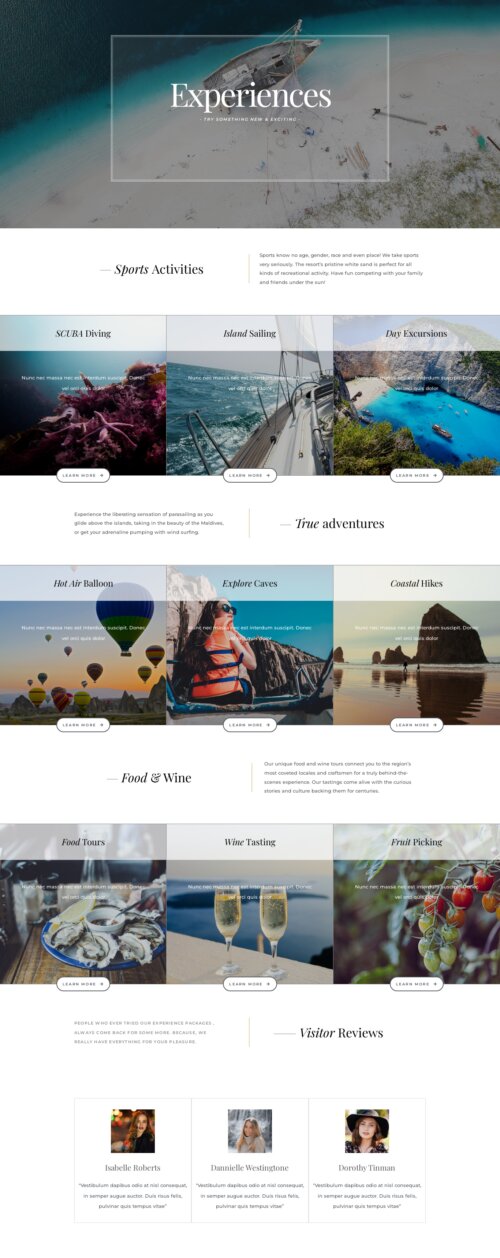 Experiences
- TRY SOMETHING NEW & EXCITING -
— Sports Activities
Sports know no age, gender, race and even place! We take sports
very seriously. The resort's pristine white sand is perfect for all
kinds of recreational activity. Have fun competing with your family
and friends under the sun!
SCUBA Diving
Nunc nec massa nec est interdum suscipit. Donec
vel orci quis dolor
LEARN MORE →
Island Sailing
Nunc nec massa nec est interdum suscipit. Donec
vel orci quis dolor
LEARN MORE →
Day Excursions
Nunc nec massa nec est interdum suscipit. Donec
vel orci quis dolor
LEARN MORE →
Experience the liberating sensation of parasailing as you
glide above the islands, taking in the beauty of the Maldives,
or get your adrenaline pumping with wind surfing.
— True adventures
Hot Air Balloon
Nunc nec massa nec est interdum suscipit. Donec
vel orci quis dolor
LEARN MORE →
Explore Caves
Nunc nec massa nec est interdum suscipit. Donec
vel orci quis dolor
LEARN MORE →
Coastal Hikes
Nunc nec massa nec est interdum suscipit. Donec
vel orci quis dolor
LEARN MORE →
— Food & Wine
Our unique food and wine tours connect you to the region's
most coveted locales and craftsmen for a truly behind-the-
scenes experience. Our tastings come alive with the curious
stories and culture backing them for centuries.
Food Tours
Nunc nec massa nec est interdum suscipit. Donec
vel orci quis dolor
LEARN MORE →
Wine Tasting
Nunc nec massa nec est interdum suscipit. Donec
vel orci quis dolor
LEARN MORE →
Fruit Picking
Nunc nec massa nec est interdum suscipit. Donec
vel orci quis dolor
LEARN MORE →
PEOPLE WHO EVER TRIED OUR EXPERIENCE PACKAGES,
ALWAYS COME BACK FOR SOME MORE. BECAUSE, WE
REALLY HAVE EVERYTHING FOR YOUR PLEASURE.
— Visitor Reviews
Isabelle Roberts
"Vestibulum dapibus odio at nisl consequat,
in semper augue auctor. Duis risus felis,
pulvinar quis tempus vitae"
Dannielle Westingtone
"Vestibulum dapibus odio at nisl consequat,
in semper augue auctor. Duis risus felis,
pulvinar quis tempus vitae"
Dorothy Tinman
"Vestibulum dapibus odio at nisl consequat,
in semper augue auctor. Duis risus felis,
pulvinar quis tempus vitae"